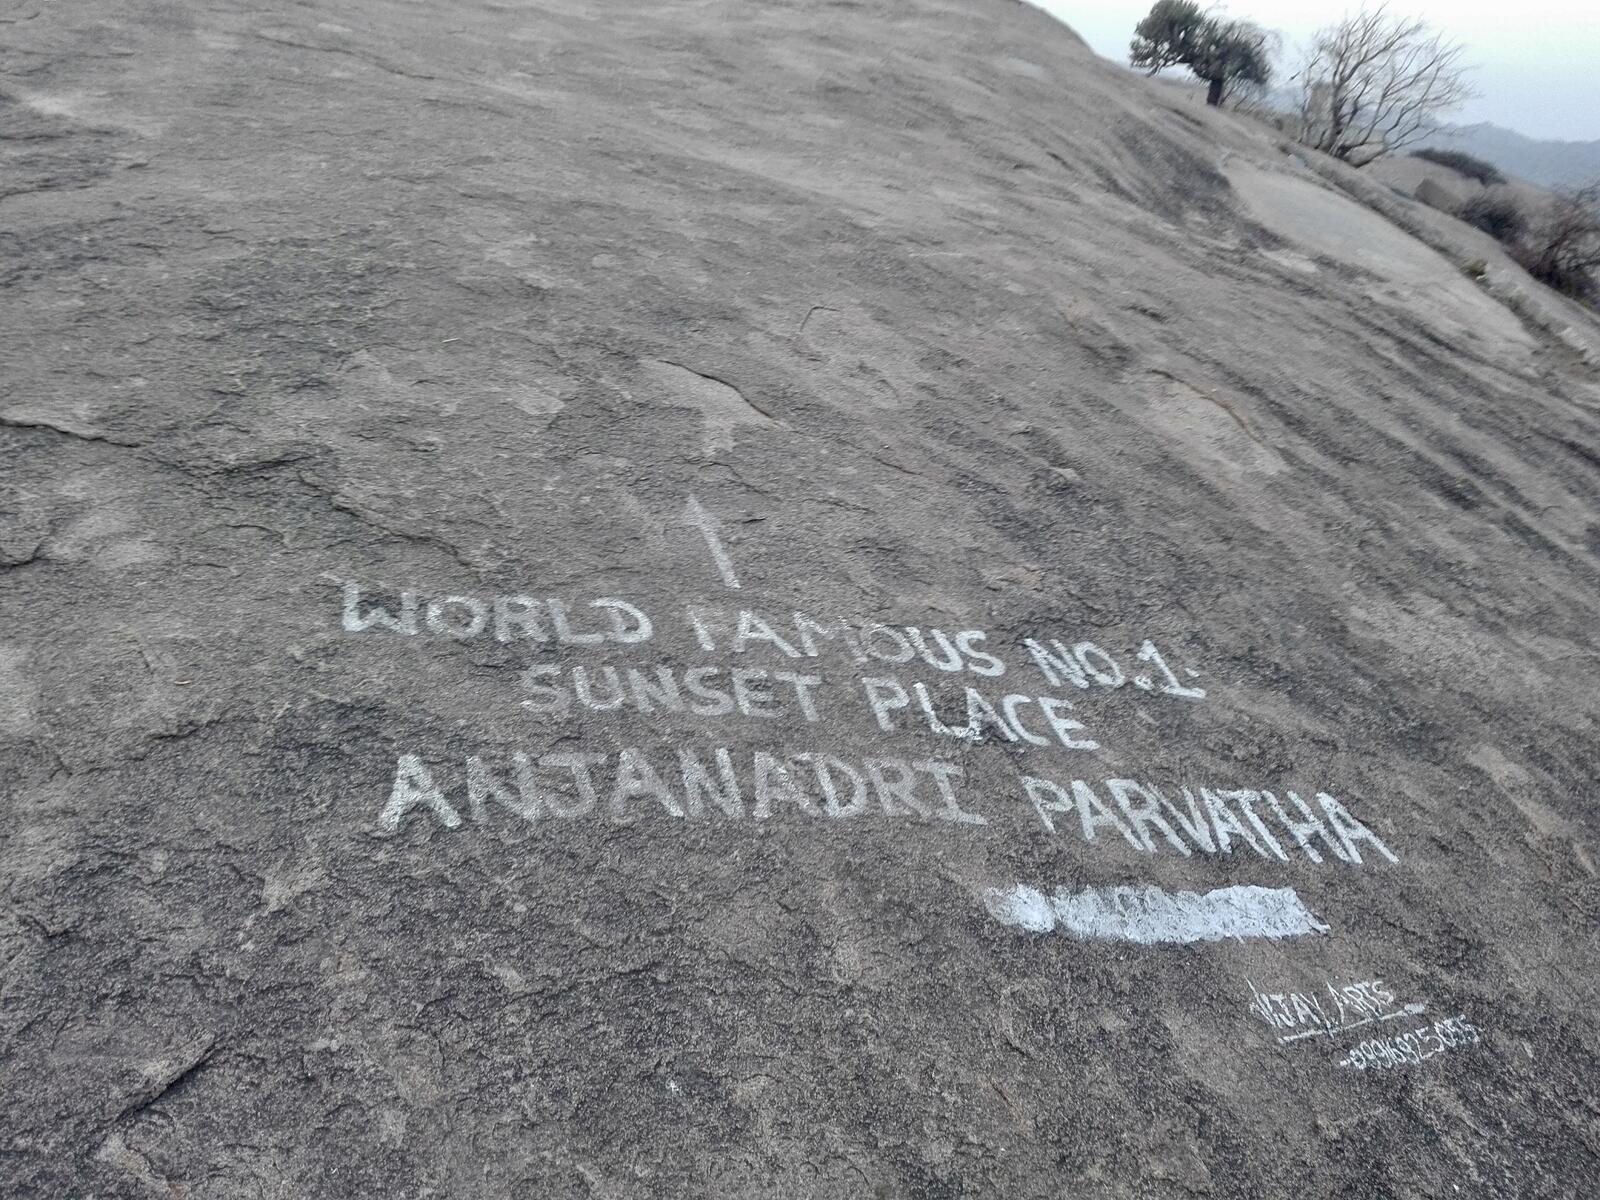 WORLD FAMOUS NO.1.
SUNSET PLACE
ANJANADRI PARVATHA
VIJAY ARTS